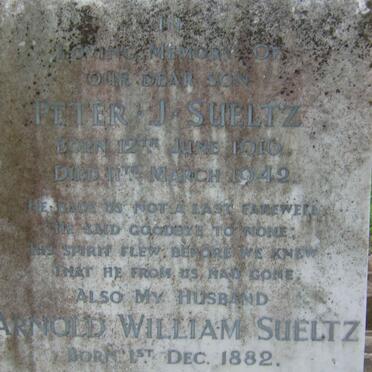 IN
LOVING MEMORY OF
OUR DEAR SON
PETER · J · SUELTZ
BORN 12TH JUNE 1910
DIED 11TH MARCH 1942
HE BADE US NOT A LAST FAREWELL
HE SAID GOODBYE TO NONE;
HIS SPIRIT FLEW BEFORE WE KNEW
THAT HE FROM US HAD GONE
ALSO MY HUSBAND
ARNOLD WILLIAM SUELTZ
BORN 1ST DEC. 1882.